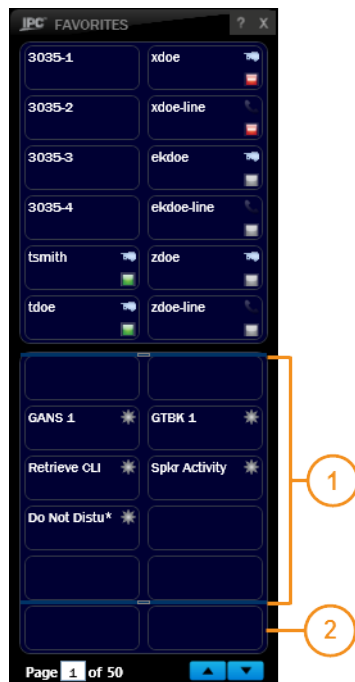 IPC FAVORITES ? X
3035-1 xdoe
3035-2 xdoe-line
3035-3 ekdoe
3035-4 ekdoe-line
tsmith zdoe
tdoe zdoe-line
GANS 1 GTBK 1
Retrieve CLI Spkr Activity
Do Not Distu*
1
2
Page 1 of 50